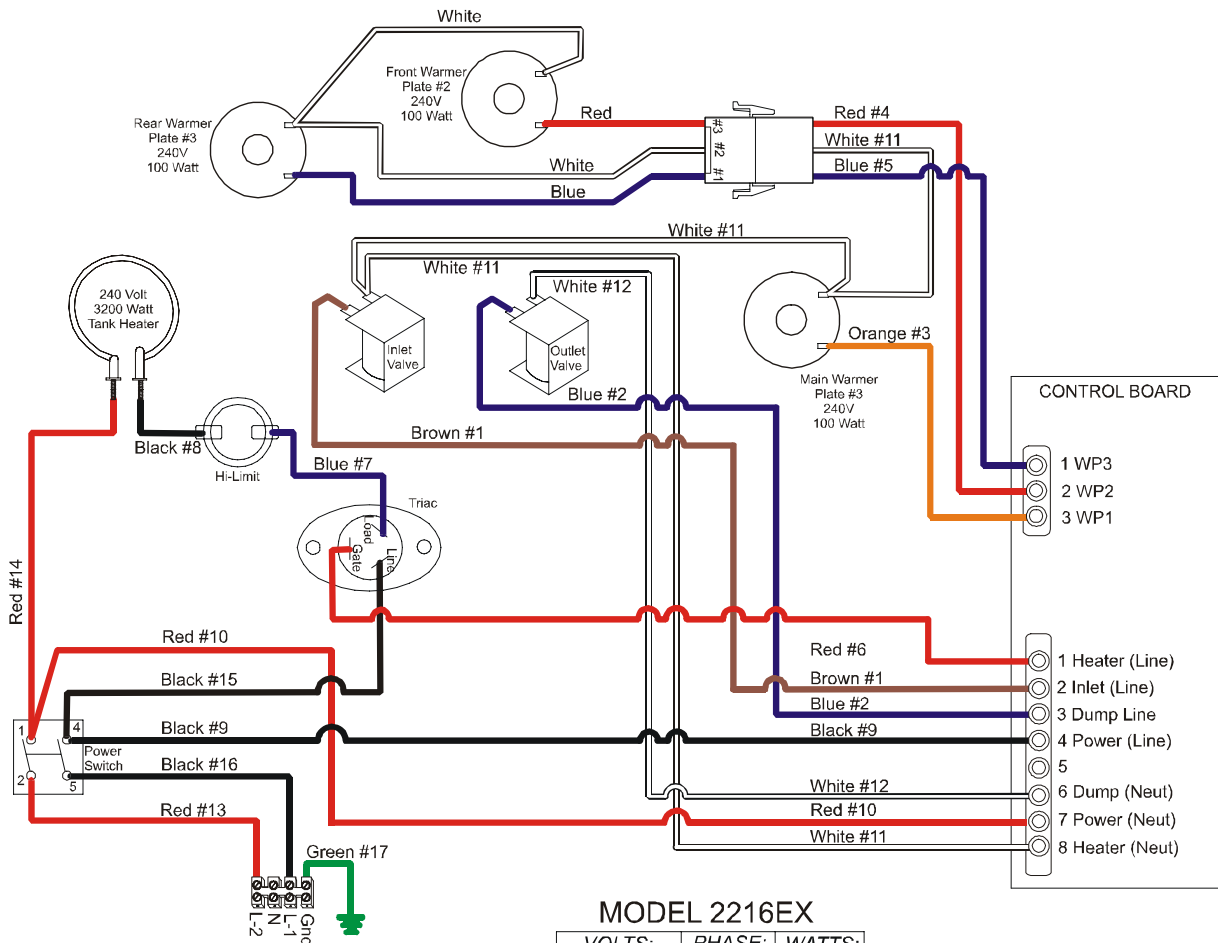 White
Front Warmer
Plate #2
240V
100 Watt
Rear Warmer
Plate #3
240V
100 Watt
Red
#3
#2
#1
Red #4
White #11
Blue #5
White
Blue
White #11
White #11
White #12
240 Volt
3200 Watt
Tank Heater
Inlet
Valve
Outlet
Valve
Orange #3
Main Warmer
Plate #3
240V
100 Watt
CONTROL BOARD
Blue #2
Brown #1
Black #8
Hi-Limit
Blue #7
Triac
Load
Gate
Line
1 WP3
2 WP2
3 WP1
Red #14
Red #10
Red #6
1 Heater (Line)
Black #15
Brown #1
2 Inlet (Line)
Blue #2
3 Dump Line
1
4
Power
Switch
2
5
Black #9
Black #9
4 Power (Line)
5
Black #16
White #12
6 Dump (Neut)
Red #13
Red #10
7 Power (Neut)
White #11
8 Heater (Neut)
Green #17
L-2
N
L-1
Gnd
MODEL 2216EX
VOLTS: PHASE: WATTS: